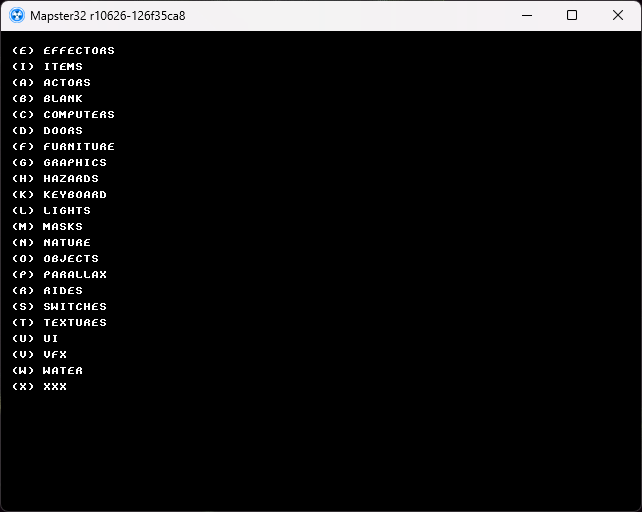 Mapster32 r10626-126f35ca8
(E) EFFECTORS
(I) ITEMS
(A) ACTORS
(B) BLANK
(C) COMPUTERS
(D) DOORS
(F) FURNITURE
(G) GRAPHICS
(H) HAZARDS
(K) KEYBOARD
(L) LIGHTS
(M) MASKS
(N) NATURE
(O) OBJECTS
(P) PARALLAX
(R) RIDES
(S) SWITCHES
(T) TEXTURES
(U) UI
(V) VFX
(W) WATER
(X) XXX